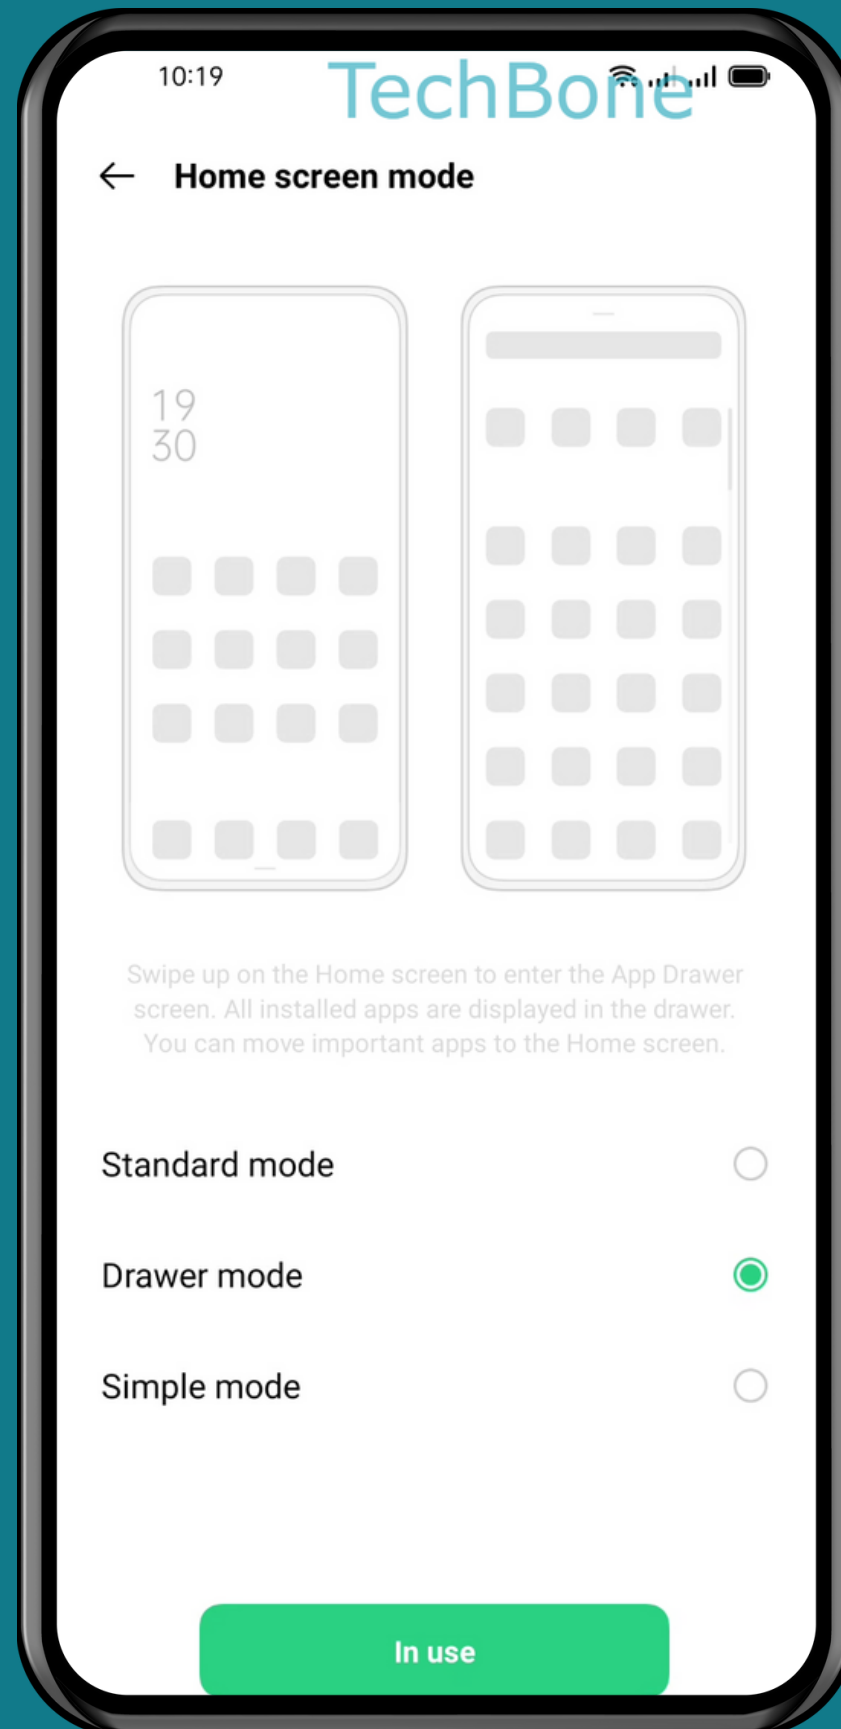 10:19
TechBone
Home screen mode
19
30
Swipe up on the Home screen to enter the App Drawer
screen. All installed apps are displayed in the drawer.
You can move important apps to the Home screen.
Standard mode
Drawer mode
Simple mode
In use